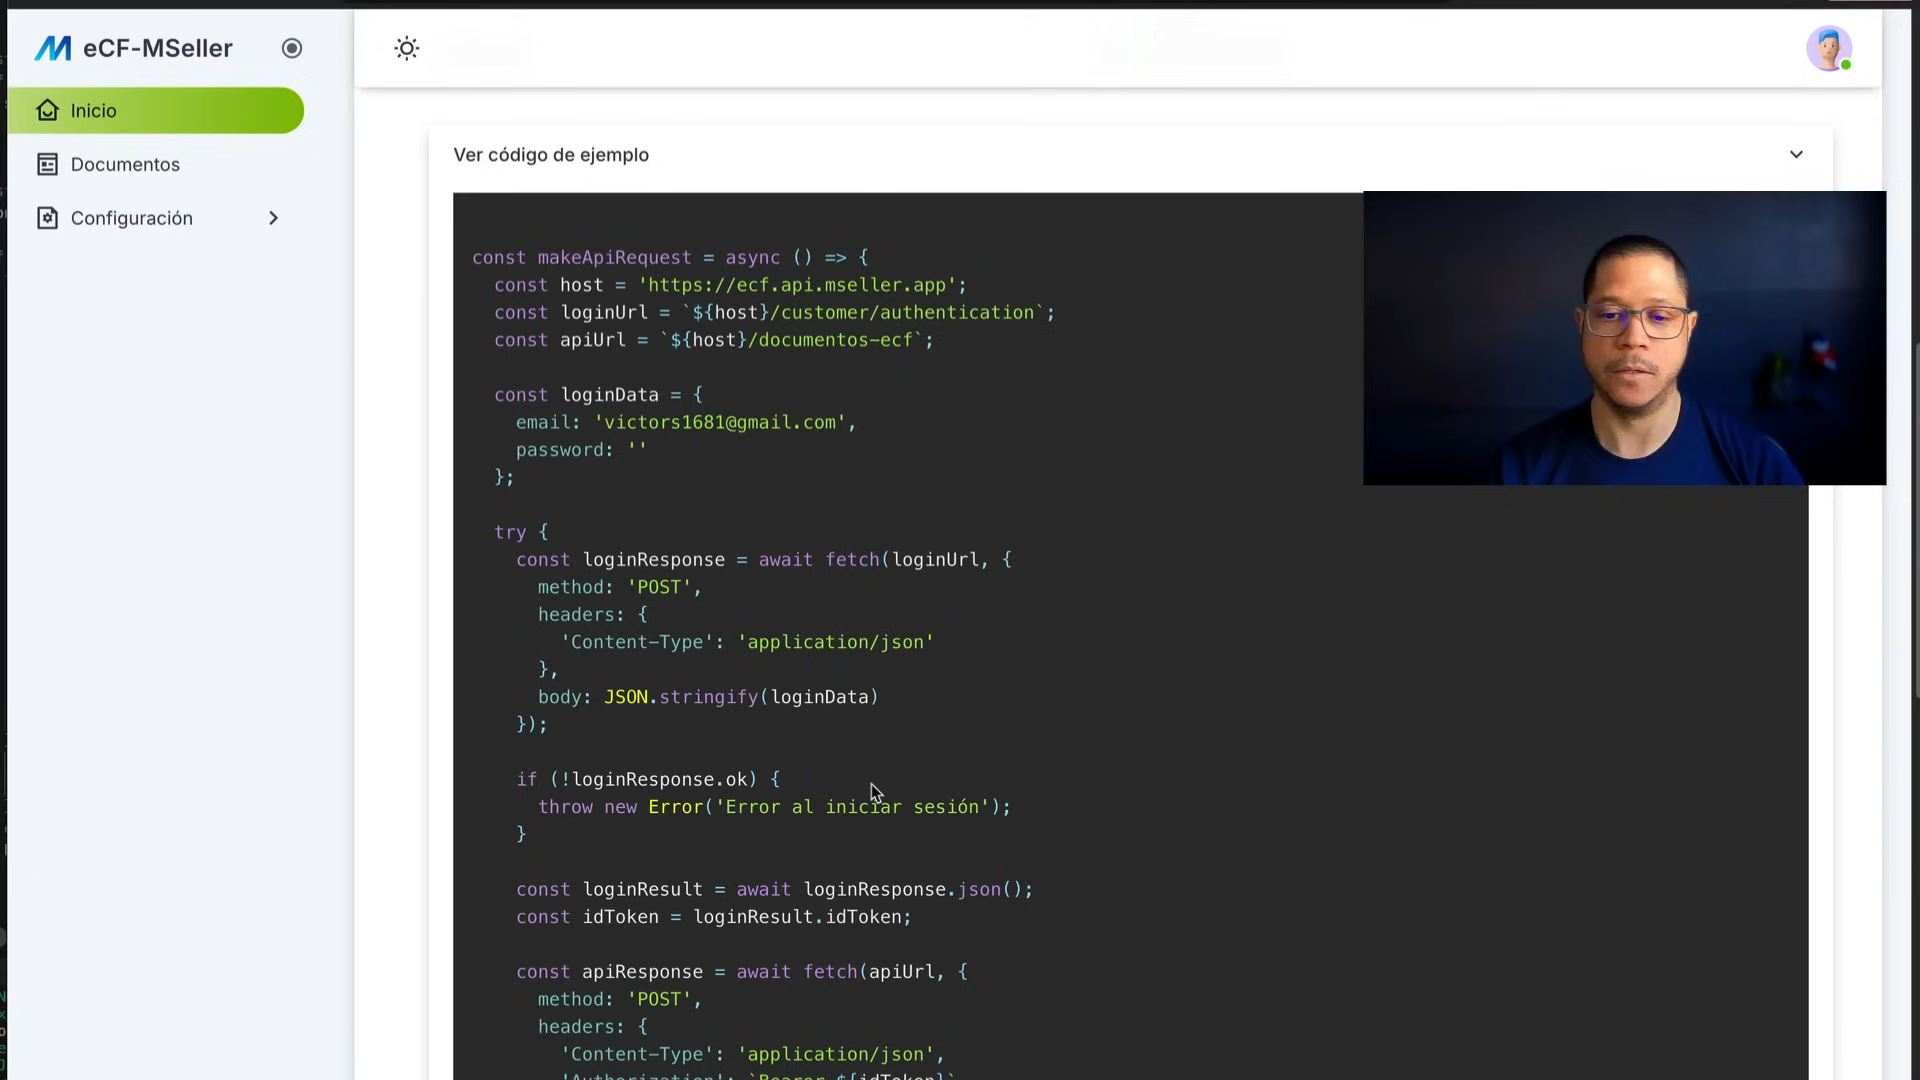 eCF-MSeller
Inicio
Documentos
Configuración
Ver código de ejemplo
const makeApiRequest = async () => {
const host = 'https://ecf.api.mseller.app';
const loginUrl = `${host}/customer/authentication`;
const apiUrl = `${host}/documentos-ecf`;
const loginData = {
email: 'victors1681@gmail.com',
password: ''
};
try {
const loginResponse = await fetch(loginUrl, {
method: 'POST',
headers: {
'Content-Type': 'application/json'
},
body: JSON.stringify(loginData)
});
if (!loginResponse.ok) {
throw new Error('Error al iniciar sesión');
}
const loginResult = await loginResponse.json();
const idToken = loginResult.idToken;
const apiResponse = await fetch(apiUrl, {
method: 'POST',
headers: {
'Content-Type': 'application/json',
'Authorization': `Bearer ${idToken}`